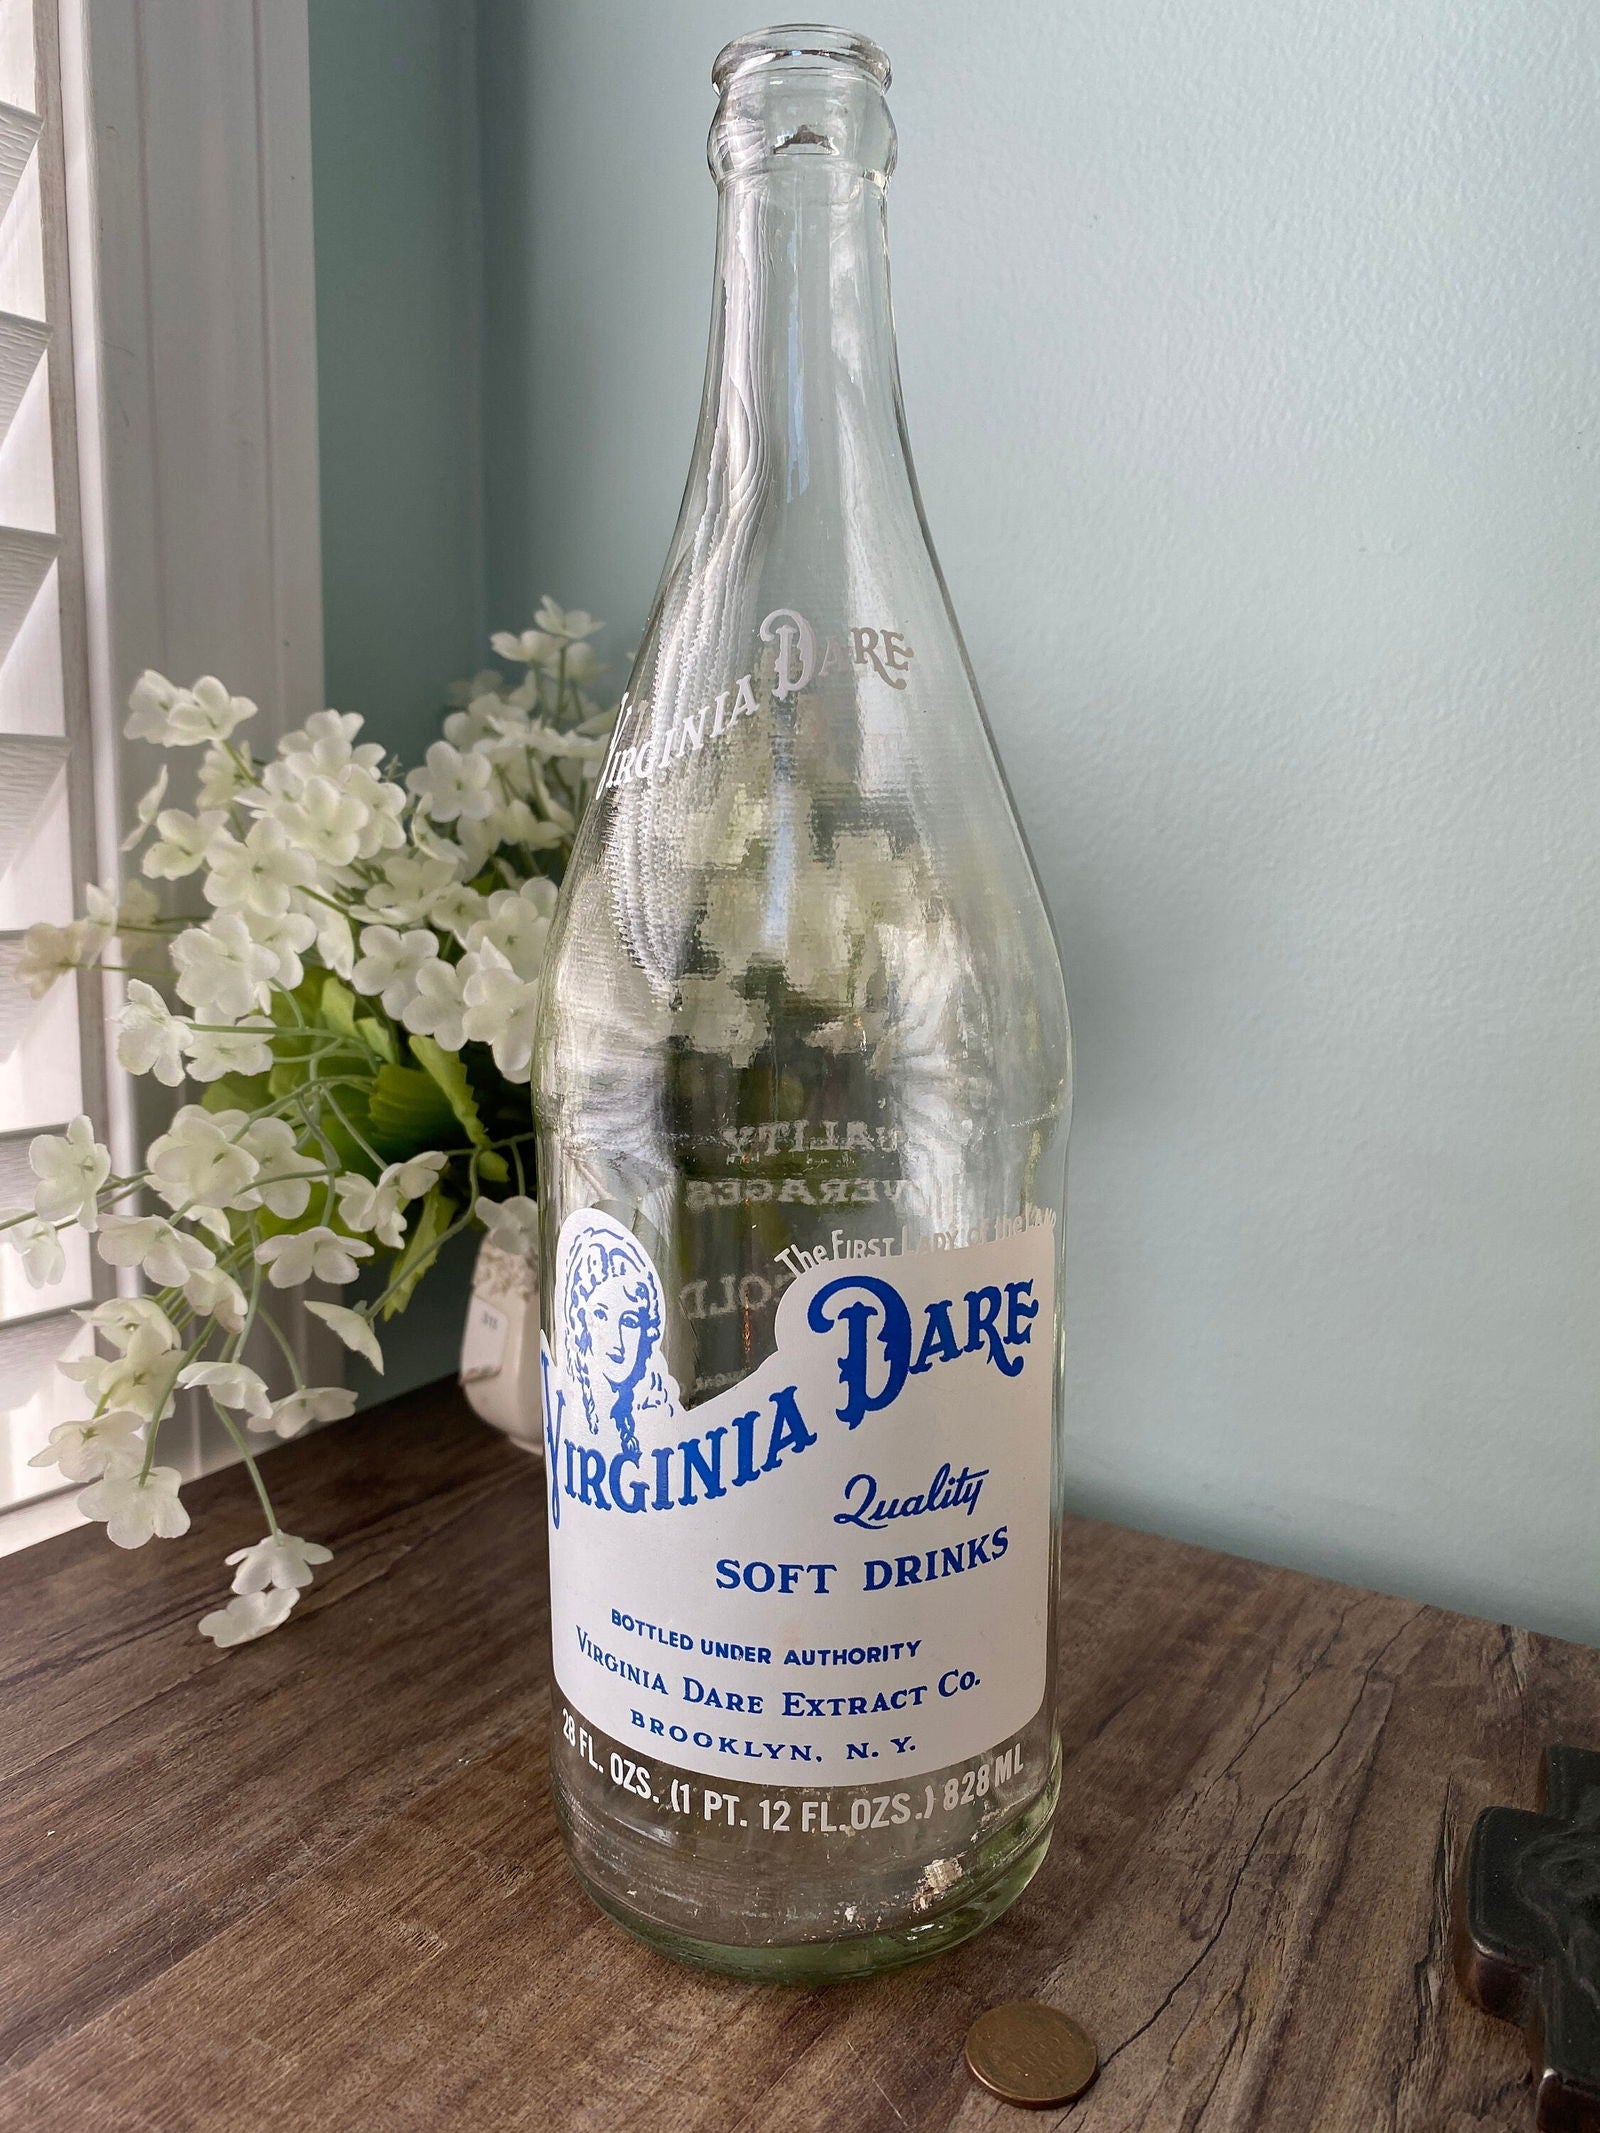 VIRGINIA DARE
The FIRST LADY of the LAND
VIRGINIA DARE
Quality
SOFT DRINKS
BOTTLED UNDER AUTHORITY
VIRGINIA DARE EXTRACT Co.
BROOKLYN, N. Y.
28 FL. OZS. (1 PT. 12 FL. OZS.) 828 ML